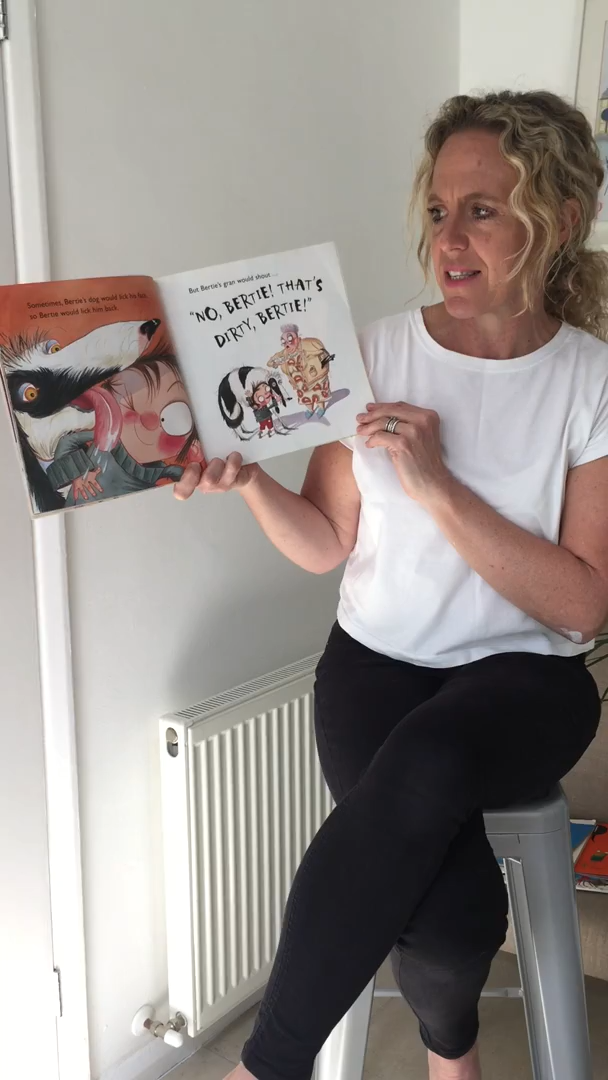 Sometimes, Bertie's dog would lick his face,
so Bertie would lick him back.
But Bertie's gran would shout ...
"NO, BERTIE! THAT'S
DIRTY, BERTIE!"